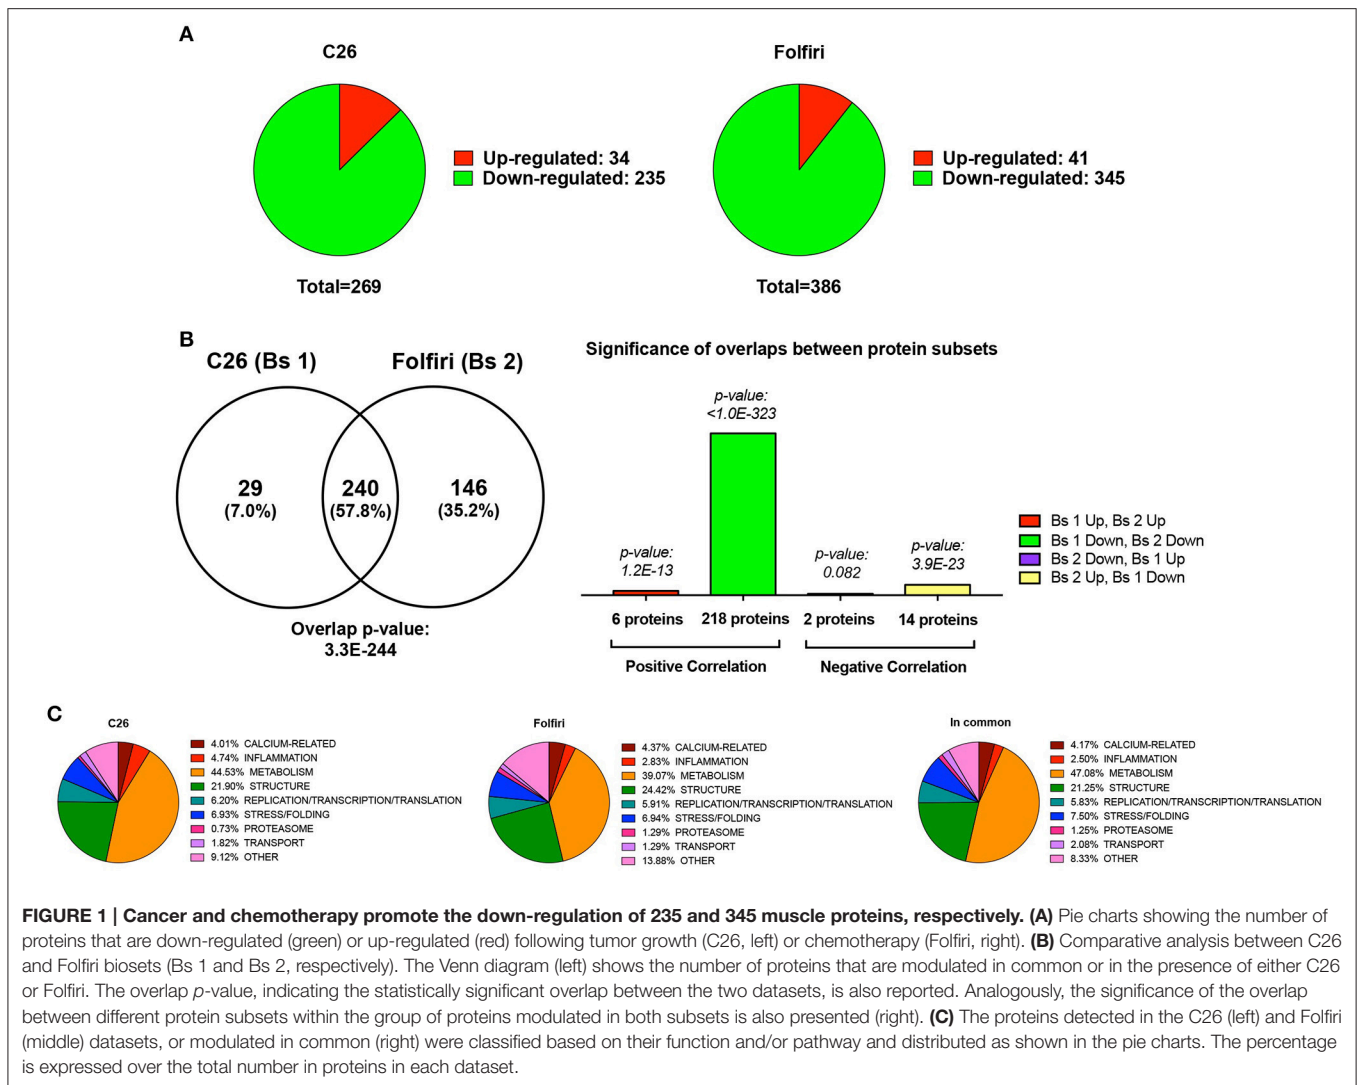 A
C26
Up-regulated: 34
Down-regulated: 235
Total=269
Folfiri
Up-regulated: 41
Down-regulated: 345
Total=386
B
C26 (Bs 1)
Folfiri (Bs 2)
29
(7.0%)
240
(57.8%)
146
(35.2%)
Overlap p-value:
3.3E-244
Significance of overlaps between protein subsets
p-value:
1.2E-13
p-value:
<1.0E-323
p-value:
0.082
p-value:
3.9E-23
6 proteins
218 proteins
2 proteins
14 proteins
Positive Correlation
Negative Correlation
Bs 1 Up, Bs 2 Up
Bs 1 Down, Bs 2 Down
Bs 2 Down, Bs 1 Up
Bs 2 Up, Bs 1 Down
C
C26
4.01% CALCIUM-RELATED
4.74% INFLAMMATION
44.53% METABOLISM
21.90% STRUCTURE
6.20% REPLICATION/TRANSCRIPTION/TRANSLATION
6.93% STRESS/FOLDING
0.73% PROTEASOME
1.82% TRANSPORT
9.12% OTHER
Folfiri
4.37% CALCIUM-RELATED
2.83% INFLAMMATION
39.07% METABOLISM
24.42% STRUCTURE
5.91% REPLICATION/TRANSCRIPTION/TRANSLATION
6.94% STRESS/FOLDING
1.29% PROTEASOME
1.29% TRANSPORT
13.88% OTHER
In common
4.17% CALCIUM-RELATED
2.50% INFLAMMATION
47.08% METABOLISM
21.25% STRUCTURE
5.83% REPLICATION/TRANSCRIPTION/TRANSLATION
7.50% STRESS/FOLDING
1.25% PROTEASOME
2.08% TRANSPORT
8.33% OTHER
FIGURE 1 | Cancer and chemotherapy promote the down-regulation of 235 and 345 muscle proteins, respectively. (A) Pie charts showing the number of
proteins that are down-regulated (green) or up-regulated (red) following tumor growth (C26, left) or chemotherapy (Folfiri, right). (B) Comparative analysis between C26
and Folfiri biosets (Bs 1 and Bs 2, respectively). The Venn diagram (left) shows the number of proteins that are modulated in common or in the presence of either C26
or Folfiri. The overlap p-value, indicating the statistically significant overlap between the two datasets, is also reported. Analogously, the significance of the overlap
between different protein subsets within the group of proteins modulated in both subsets is also presented (right). (C) The proteins detected in the C26 (left) and Folfiri
(middle) datasets, or modulated in common (right) were classified based on their function and/or pathway and distributed as shown in the pie charts. The percentage
is expressed over the total number in proteins in each dataset.